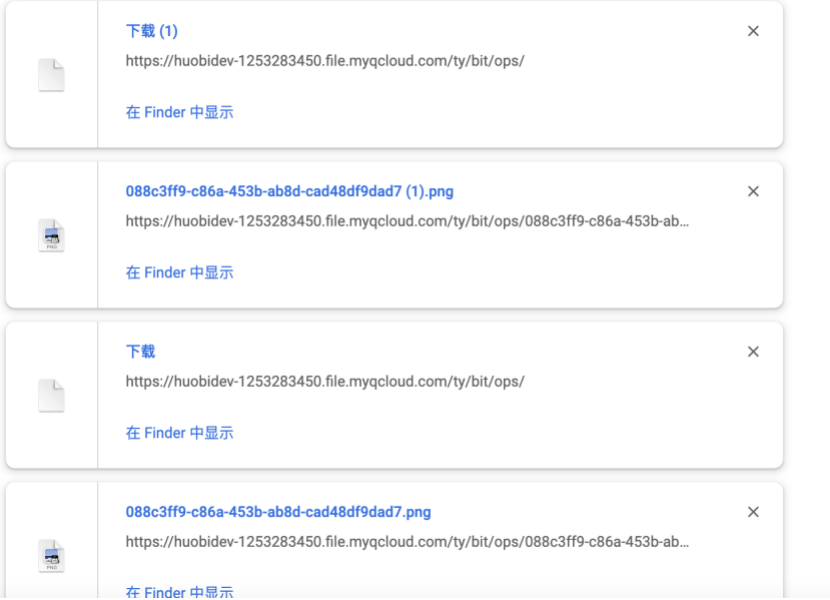 下载 (1)
https://huobidev-1253283450.file.myqcloud.com/ty/bit/ops/
在 Finder 中显示
088c3ff9-c86a-453b-ab8d-cad48df9dad7 (1).png
https://huobidev-1253283450.file.myqcloud.com/ty/bit/ops/088c3ff9-c86a-453b-ab...
PNG
在 Finder 中显示
下载
https://huobidev-1253283450.file.myqcloud.com/ty/bit/ops/
在 Finder 中显示
088c3ff9-c86a-453b-ab8d-cad48df9dad7.png
https://huobidev-1253283450.file.myqcloud.com/ty/bit/ops/088c3ff9-c86a-453b-ab...
PNG
在 Finder 中显示